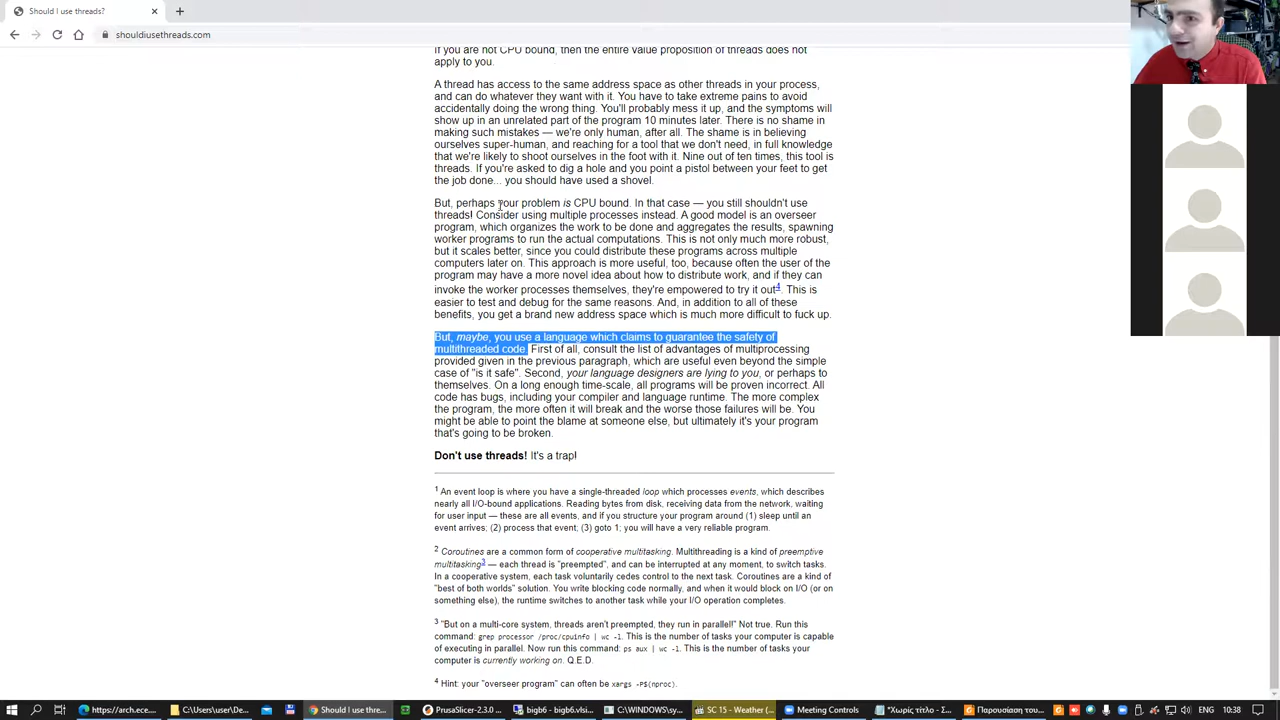 Should I use threads?
shouldiusethreads.com
If you are not CPU bound, then the entire value proposition of threads does not
apply to you.
A thread has access to the same address space as other threads in your process,
and can do whatever they want with it. You have to take extreme pains to avoid
accidentally doing the wrong thing. You'll probably mess it up, and the symptoms will
show up in an unrelated part of the program 10 minutes later. There is no shame in
making such mistakes — we're only human, after all. The shame is in believing
ourselves super-human, and reaching for a tool that we don't need, in full knowledge
that we're likely to shoot ourselves in the foot with it. Nine out of ten times, this tool is
threads. If you're asked to dig a hole and you point a pistol between your feet to get
the job done... you should have used a shovel.
But, perhaps your problem is CPU bound. In that case — you still shouldn't use
threads! Consider using multiple processes instead. A good model is an overseer
program, which organizes the work to be done and aggregates the results, spawning
worker programs to run the actual computations. This is not only much more robust,
but it scales better, since you could distribute these programs across multiple
computers later on. This approach is more useful, too, because often the user of the
program may have a more novel idea about how to distribute work, and if they can
invoke the worker processes themselves, they're empowered to try it out4. This is
easier to test and debug for the same reasons. And, in addition to all of these
benefits, you get a brand new address space which is much more difficult to fuck up.
But, maybe, you use a language which claims to guarantee the safety of
multithreaded code. First of all, consult the list of advantages of multiprocessing
provided given in the previous paragraph, which are useful even beyond the simple
case of "is it safe". Second, your language designers are lying to you, or perhaps to
themselves. On a long enough time-scale, all programs will be proven incorrect. All
code has bugs, including your compiler and language runtime. The more complex
the program, the more often it will break and the worse those failures will be. You
might be able to point the blame at someone else, but ultimately it's your program
that's going to be broken.
Don't use threads! It's a trap!
1 An event loop is where you have a single-threaded loop which processes events, which describes
nearly all I/O-bound applications. Reading bytes from disk, receiving data from the network, waiting
for user input — these are all events, and if you structure your program around (1) sleep until an
event arrives; (2) process that event; (3) goto 1; you will have a very reliable program.
2 Coroutines are a common form of cooperative multitasking. Multithreading is a kind of preemptive
multitasking3 — each thread is "preempted", and can be interrupted at any moment, to switch tasks.
In a cooperative system, each task voluntarily cedes control to the next task. Coroutines are a kind of
"best of both worlds" solution. You write blocking code normally, and when it would block on I/O (or on
something else), the runtime switches to another task while your I/O operation completes.
3 "But on a multi-core system, threads aren't preempted, they run in parallel!" Not true. Run this
command: grep processor /proc/cpuinfo | wc -l. This is the number of tasks your computer is capable
of executing in parallel. Now run this command: ps aux | wc -l. This is the number of tasks your
computer is currently working on. Q.E.D.
4 Hint: your "overseer program" can often be xargs -P$(nproc).
https://arch.ece....
C:\Users\user\De...
Should I use thre...
PrusaSlicer-2.3.0 ...
bigb6 - bigb6.vlsi...
C:\WINDOWS\sy...
SC 15 - Weather (...
Meeting Controls
*Χωρίς τίτλο - Σ...
Παρουσίαση του...
ENG
10:38